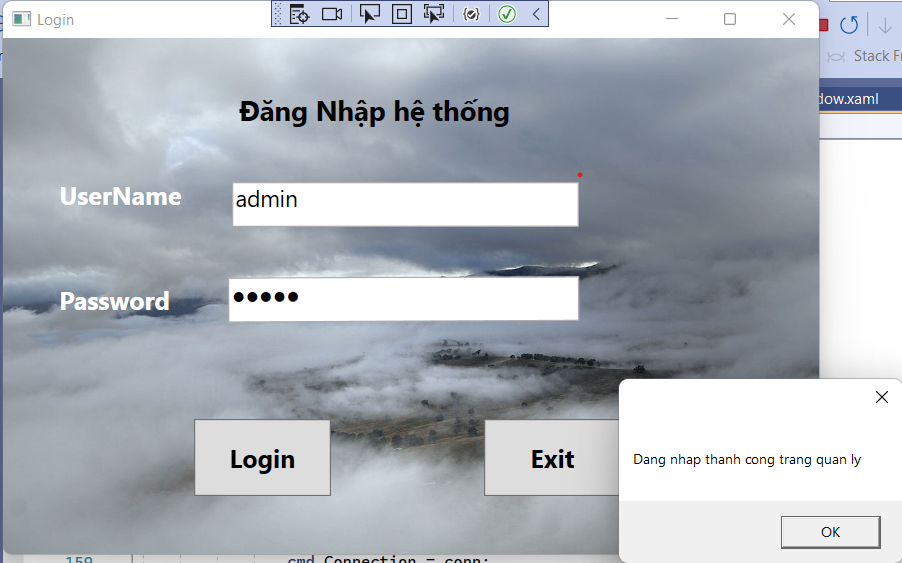 Login
Stack Fr
dow.xaml
Đăng Nhập hệ thống
UserName
admin
Password
●●●●●
Login
Exit
Dang nhap thanh cong trang quan ly
OK
159
cmd.Connection = conn;